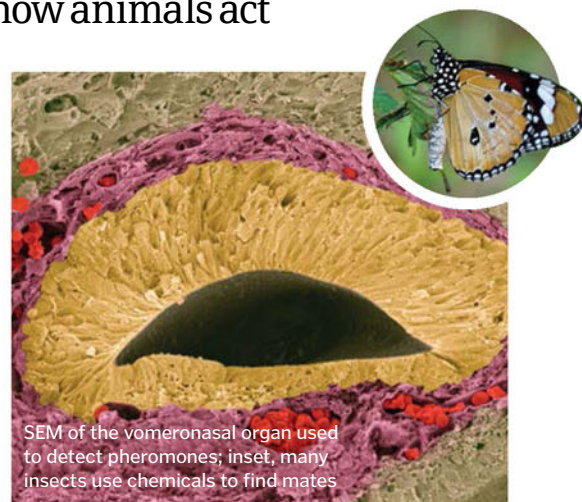 how animals act
SEM of the vomeronasal organ used
to detect pheromones; inset, many
insects use chemicals to find mates